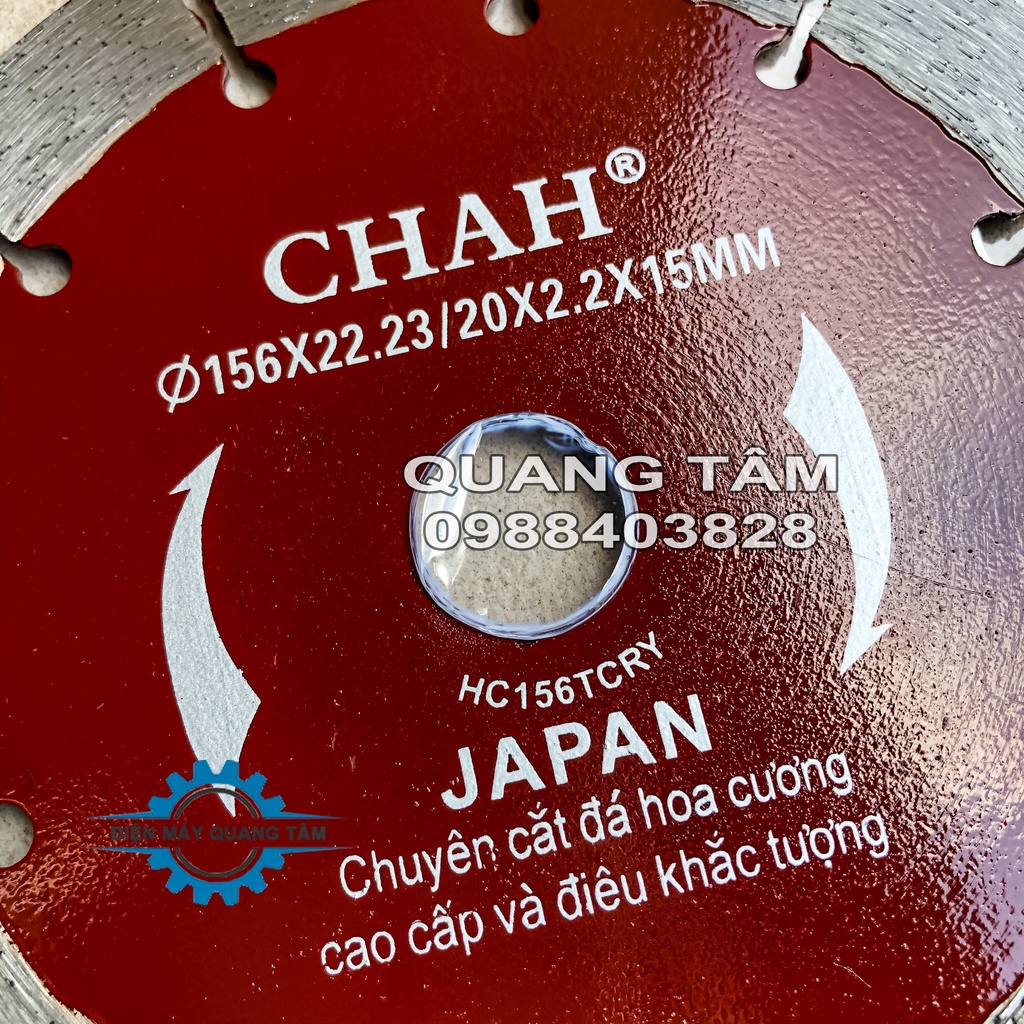 CHAH®
Ø156X22.23/20X2.2X15MM
QUANG TÂM
0988403828
HC156TCRY
JAPAN
ĐIỆN MÁY QUANG TÂM
Chuyên cắt đá hoa cương
cao cấp và điêu khắc tượng